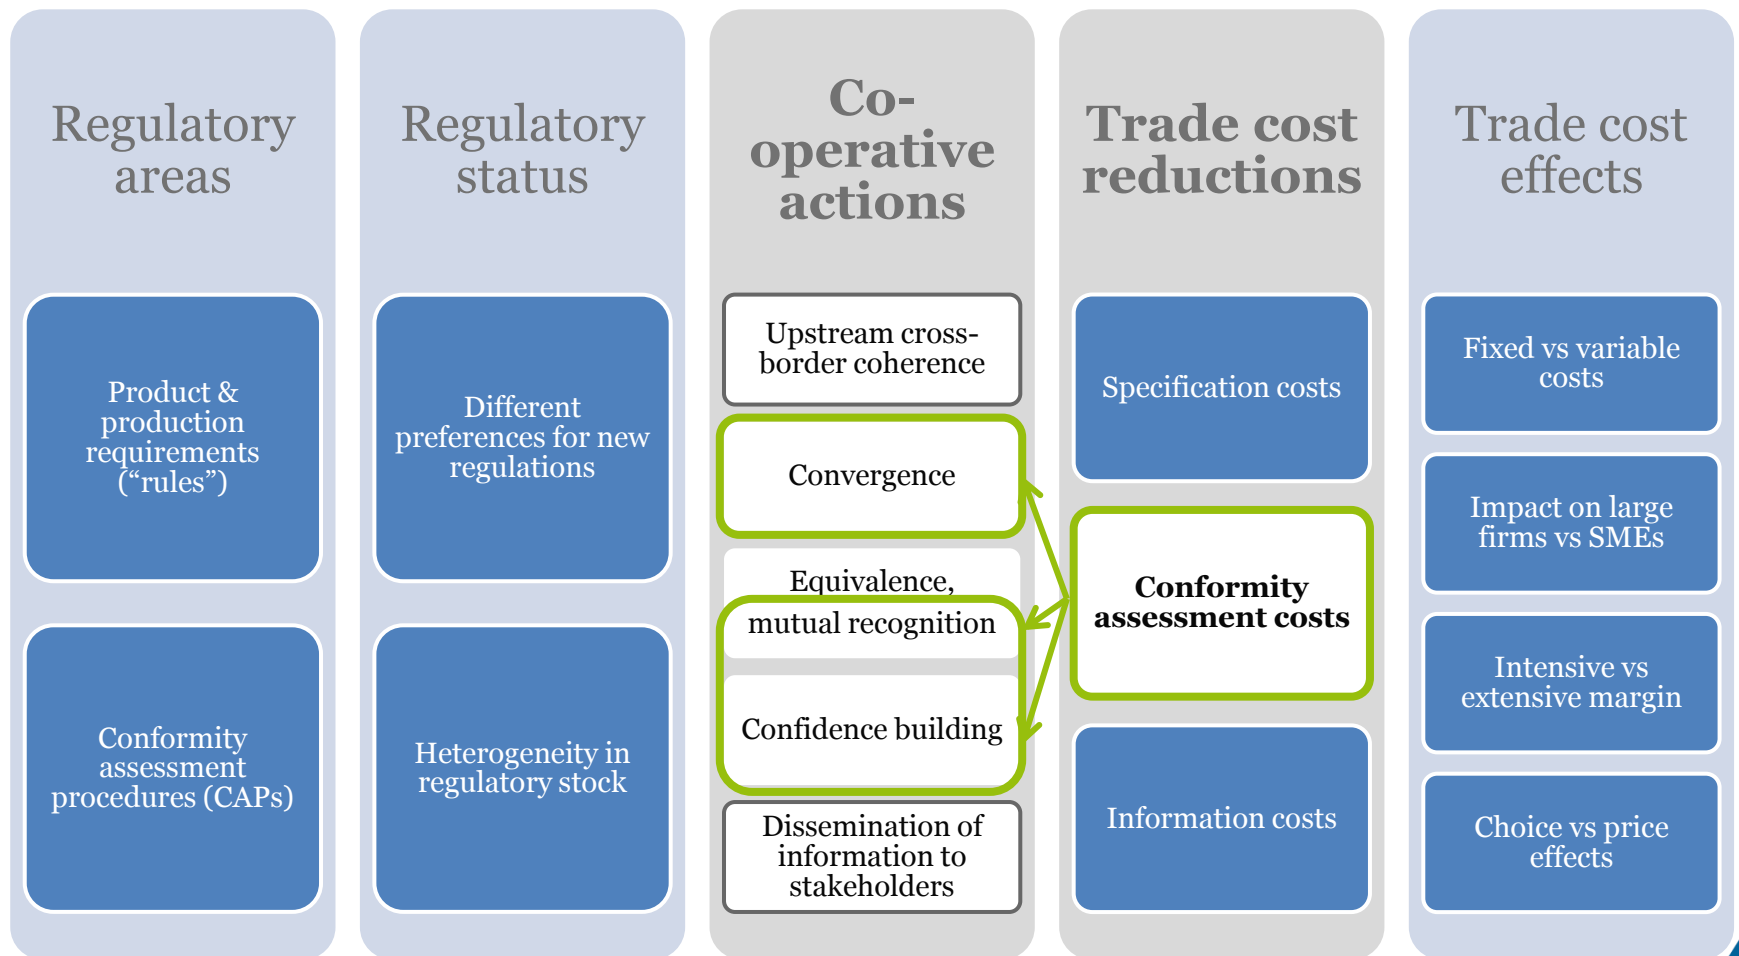 Regulatory
areas
Product &
production
requirements
(“rules”)
Conformity
assessment
procedures (CAPs)
Regulatory
status
Different
preferences for new
regulations
Heterogeneity in
regulatory stock
Co-
operative
actions
Upstream cross-
border coherence
Convergence
Equivalence,
mutual recognition
Confidence building
Dissemination of
information to
stakeholders
Trade cost
reductions
Specification costs
Conformity
assessment costs
Information costs
Trade cost
effects
Fixed vs variable
costs
Impact on large
firms vs SMEs
Intensive vs
extensive margin
Choice vs price
effects